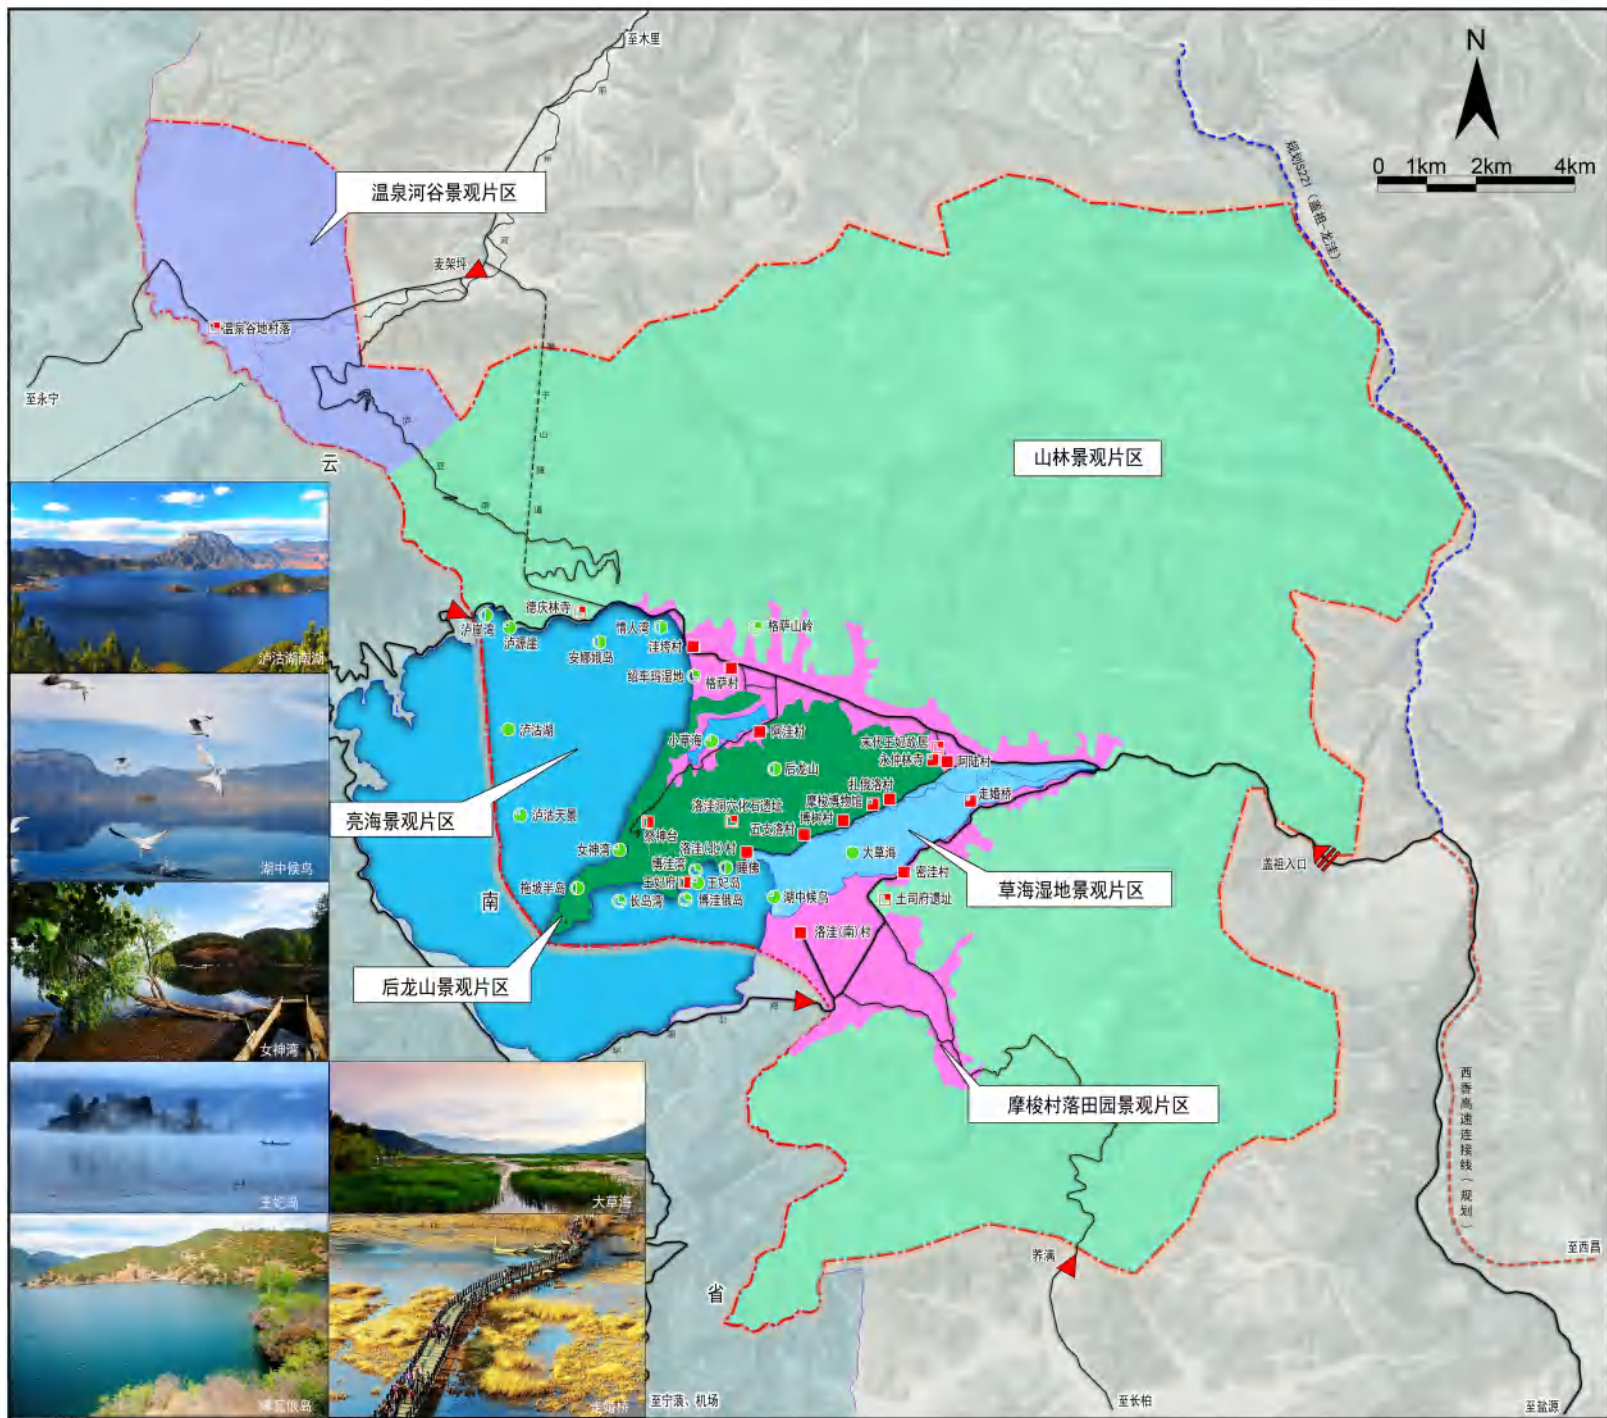 至木里
N
0 1km 2km 4km
规划S221（盖祖-龙洼）
温泉河谷景观片区
麦架坪
温泉谷地村落
至永宁
山林景观片区
云
泸沽湖南湖
德庆林寺
泸崖湾
泸源崖
情人湾
格萨山岭
安娜娥岛
洼垮村
绍车玛湿地
格萨村
泸沽湖
小草海
阿洼村
末代王妃故居
永仲林寺
阿陆村
后龙山
扎俄洛村
走婚桥
摩梭博物馆
洛洼洞穴化石遗址
博树村
亮海景观片区
泸沽天景
祭神台
五支洛村
湖中候鸟
女神湾
洛洼(北)村
大草海
盖祖入口
博洼湾
睡佛
密洼村
草海湿地景观片区
拖坡半岛
王妃府
王妃岛
南
长岛湾
博洼俄岛
湖中候鸟
土司府遗址
洛洼(南)村
后龙山景观片区
环湖公路
女神湾
摩梭村落田园景观片区
西香高速连接线（规划）
王妃岛
大草海
至西昌
养满
省
博瓦俄岛
走婚桥
至宁蒗、机场
至长柏
至盐源